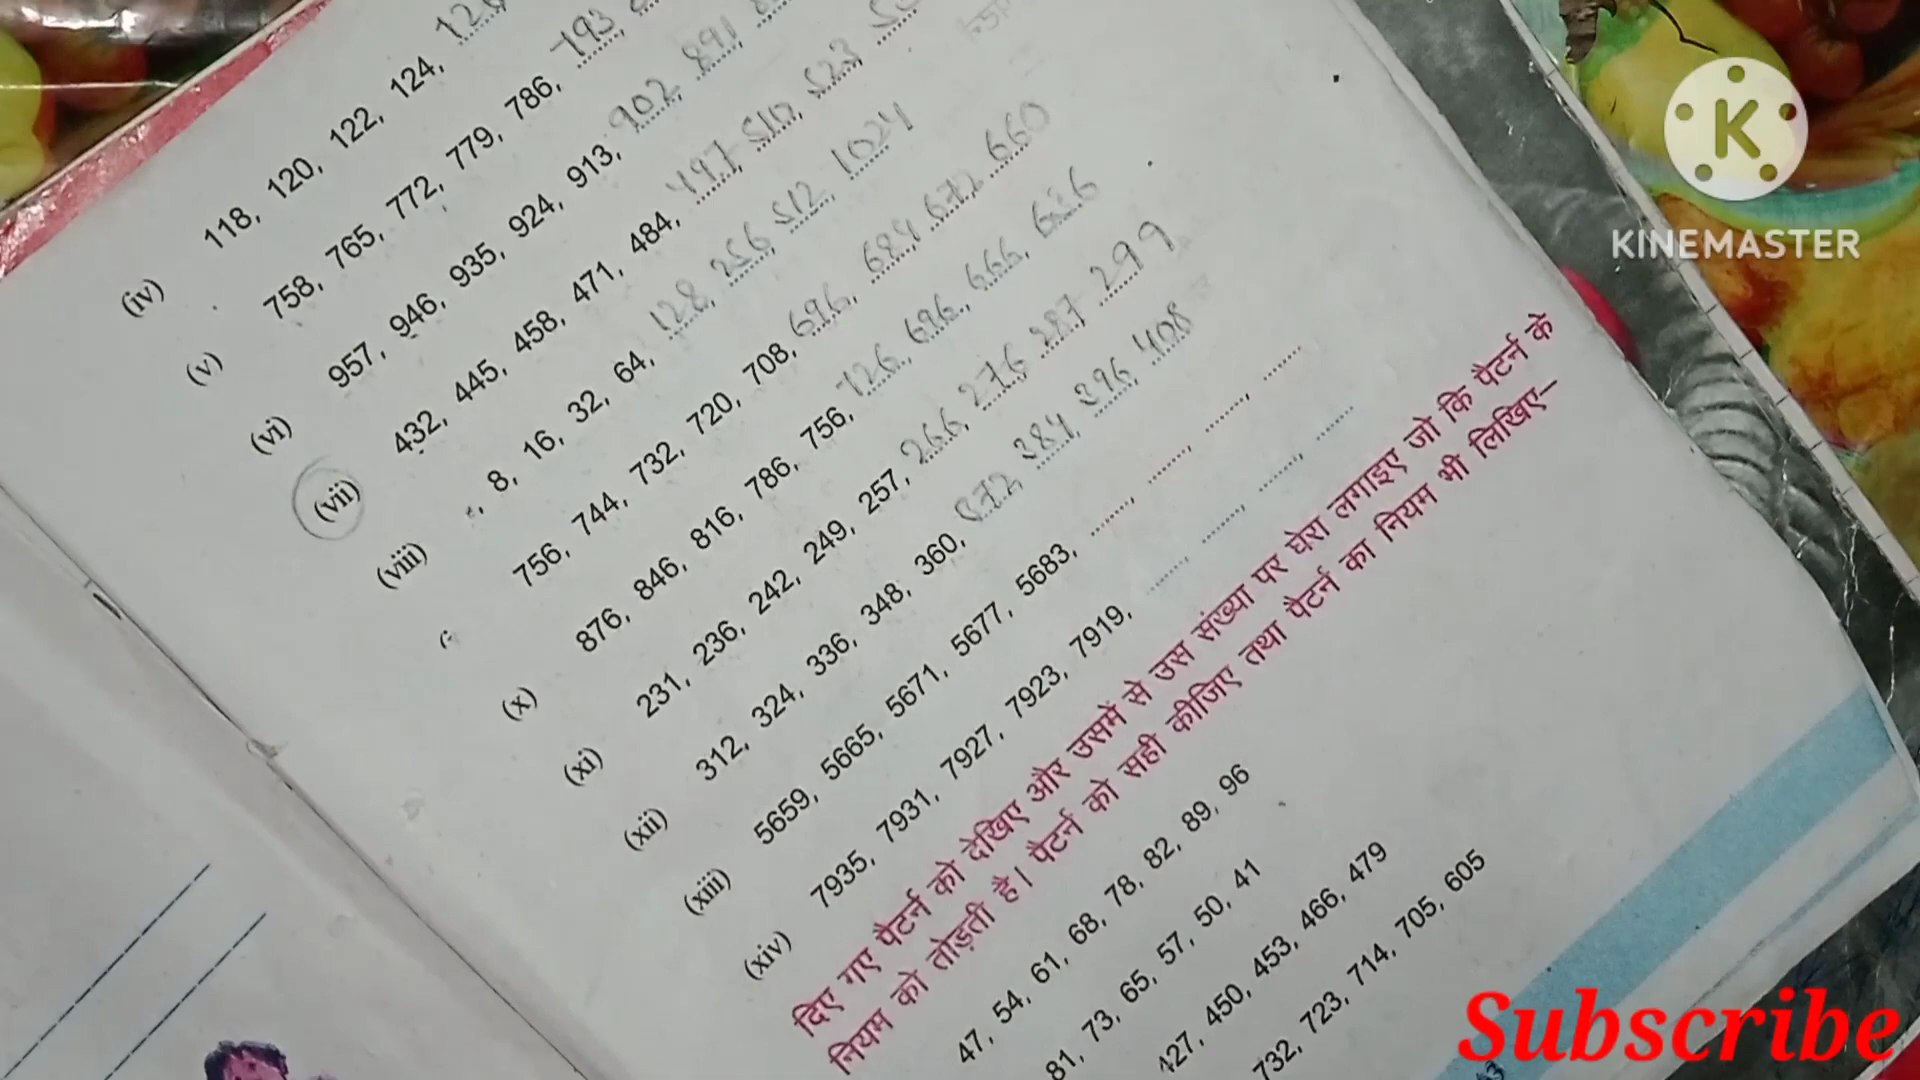 (iv) 118, 120, 122, 124, 126
(v) 758, 765, 772, 779, 786, 793,
(vi) 957, 946, 935, 924, 913, 902, 891,
(vii) 432, 445, 458, 471, 484, 497, 510, 523,
(viii) 8, 16, 32, 64, 128, 256, 512, 1024
756, 744, 732, 720, 708, 696, 684, 672, 660
(x) 876, 846, 816, 786, 756, 726, 696, 666, 636
(xi) 231, 236, 242, 249, 257, 266, 276, 287, 299
(xii) 312, 324, 336, 348, 360, 372, 384, 396, 408
(xiii) 5659, 5665, 5671, 5677, 5683, ......, ......, ......, ......
(xiv) 7935, 7931, 7927, 7923, 7919, ......, ......, ......, ......
दिए गए पैटर्न को देखिए और उसमें से उस संख्या पर घेरा लगाइए जो कि पैटर्न के
नियम को तोड़ती है। पैटर्न को सही कीजिए तथा पैटर्न का नियम भी लिखिए–
47, 54, 61, 68, 78, 82, 89, 96
81, 73, 65, 57, 50, 41
427, 450, 453, 466, 479
732, 723, 714, 705, 605
K
KINEMASTER
Subscribe